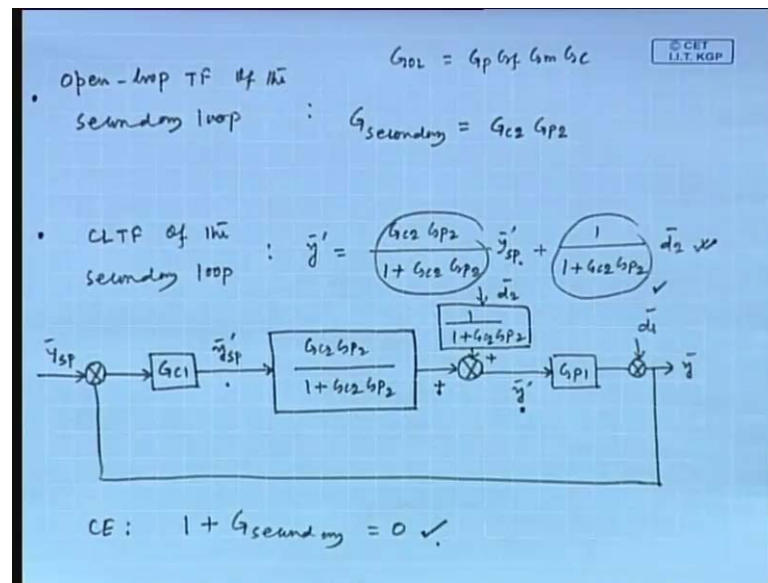 G_OL = Gp Gf Gm Gc
© CET
I.I.T. KGP
• Open-loop TF of the
secondary loop : G_secondary = Gc2 Gp2
• CLTF of the
secondary loop : ȳ' = Gc2 Gp2 / 1 + Gc2 Gp2 ȳ'sp + 1 / 1 + Gc2 Gp2 d̄2
d̄2
1 / 1 + Gc2 Gp2
d̄1
ȳsp
Gc1
ȳ'sp
Gc2 Gp2 / 1 + Gc2 Gp2
+
+
ȳ'
Gp1
ȳ
CE : 1 + G_secondary = 0 ✓